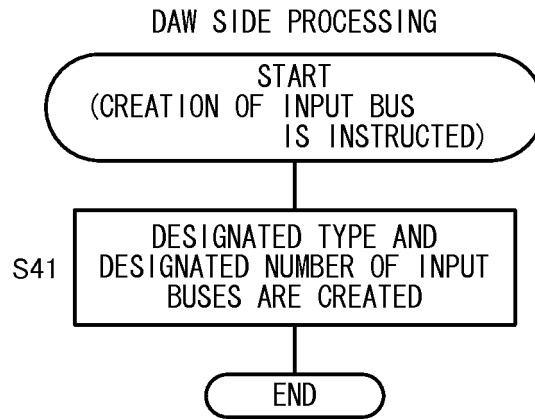 DAW SIDE PROCESSING
START
(CREATION OF INPUT BUS
IS INSTRUCTED)
S41
DESIGNATED TYPE AND
DESIGNATED NUMBER OF INPUT
BUSES ARE CREATED
END